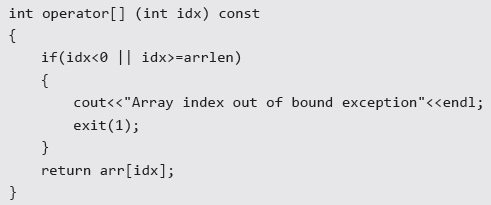 int operator[] (int idx) const
{
    if(idx<0 || idx>=arrlen)
    {
        cout<<"Array index out of bound exception"<<endl;
        exit(1);
    }
    return arr[idx];
}